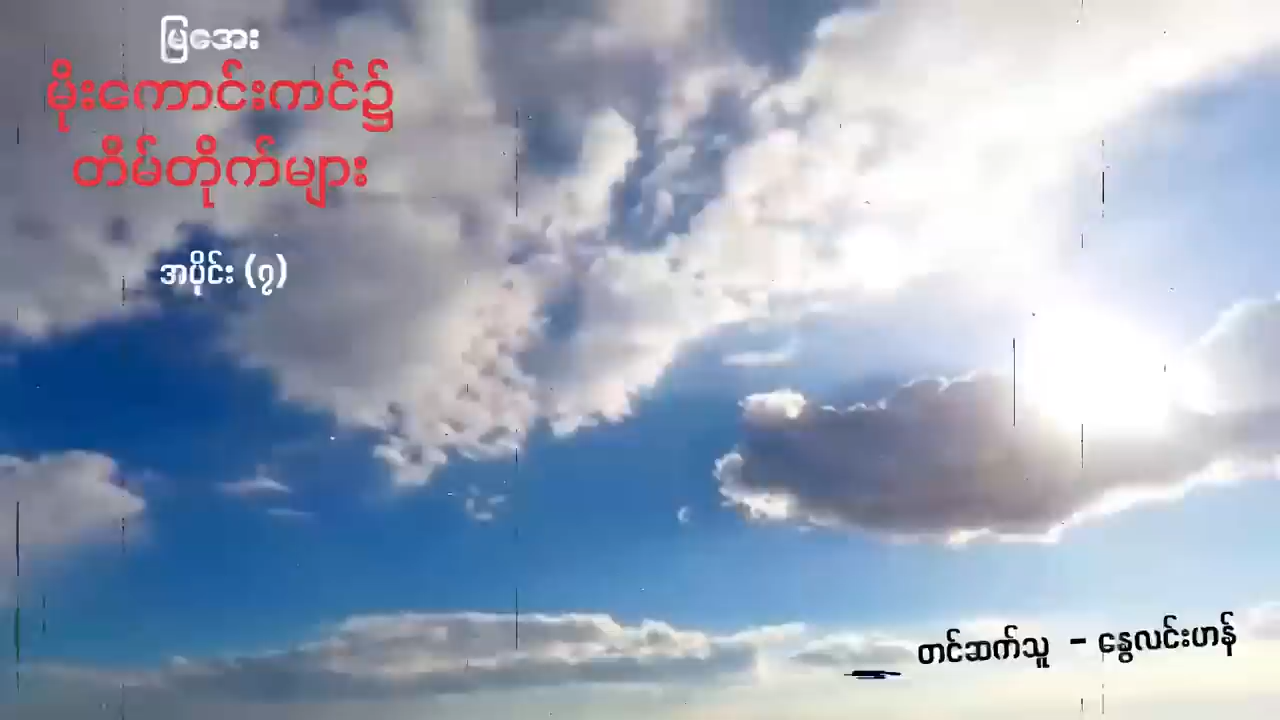 မြအေး
မိုးကောင်းကင်၌
တိမ်တိုက်များ
အပိုင်း (၇)
တင်ဆက်သူ - နွေလင်းဟန်